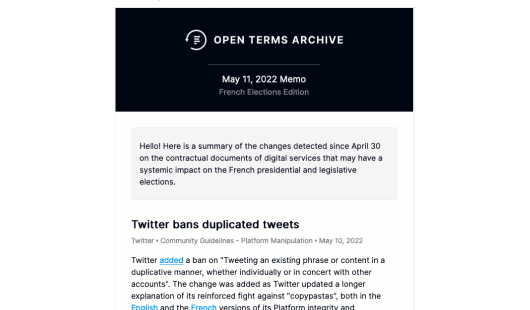 OPEN TERMS ARCHIVE
May 11, 2022 Memo
French Elections Edition
Hello! Here is a summary of the changes detected since April 30
on the contractual documents of digital services that may have a
systemic impact on the French presidential and legislative
elections.
Twitter bans duplicated tweets
Twitter • Community Guidelines - Platform Manipulation • May 10, 2022
Twitter added a ban on "Tweeting an existing phrase or content in a
duplicative manner, whether individually or in concert with other
accounts". The change was added as Twitter updated a longer
explanation of its reinforced fight against "copypastas", both in the
English and the French versions of its Platform integrity and